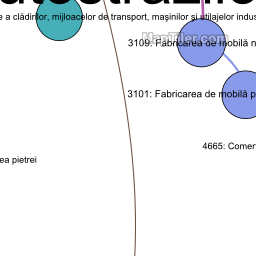 e a clădirilor, mijloacelor de transport, mașinilor și utilajelor indus
3109: Fabricarea de mobilă n
MapTiler.com
3101: Fabricarea de mobilă p
4665: Comer
ea pietrei